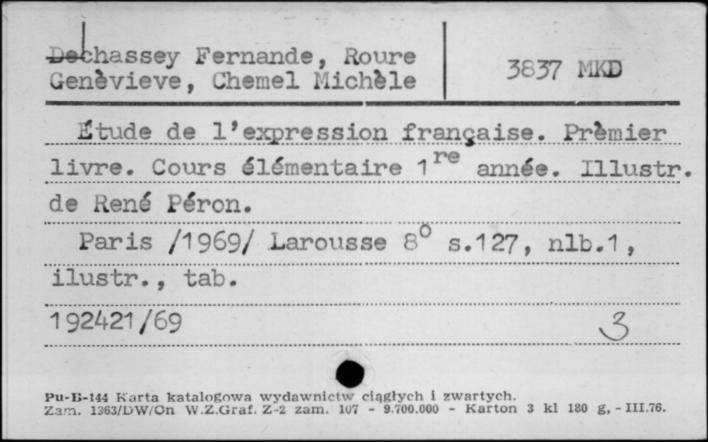 Dechassey Fernande, Roure
Genèvieve, Chemel Michèle
3837 MKD
Étude de l'expression française. Prèmier
livre. Cours élémentaire 1re année. Illustr.
de René Péron.
Paris /1969/ Larousse 8o s.127, nlb.1,
ilustr., tab.
192421/69
3
Pu-B-144 Karta katalogowa wydawnictw ciągłych i zwartych.
Zam. 1363/DW/On W.Z.Graf. Z-2 zam. 107 - 9.700.000 - Karton 3 kl 180 g, - III.76.